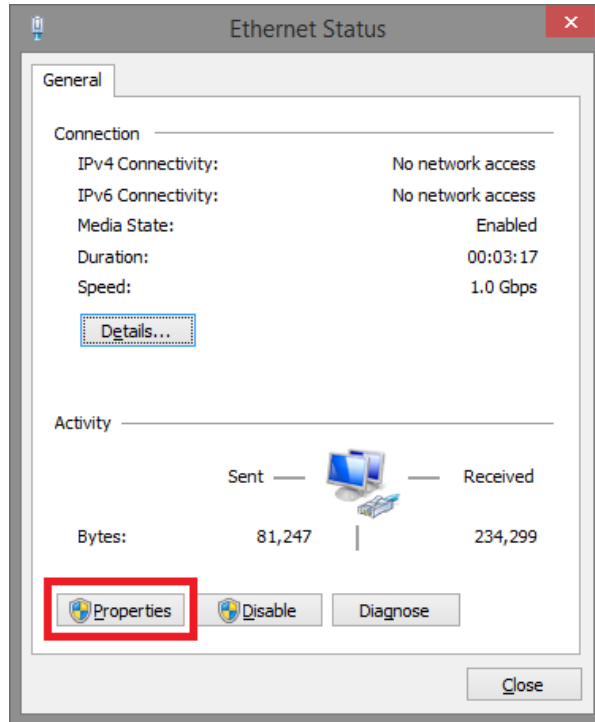 Ethernet Status
General
Connection
IPv4 Connectivity: No network access
IPv6 Connectivity: No network access
Media State: Enabled
Duration: 00:03:17
Speed: 1.0 Gbps
Details...
Activity
Sent Received
Bytes: 81,247 234,299
Properties Disable Diagnose
Close